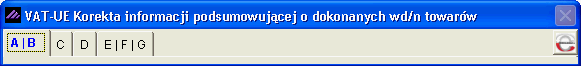 VAT-UE Korekta informacji podsumowującej o dokonanych wd/n towarów
A|B C D E|F|G